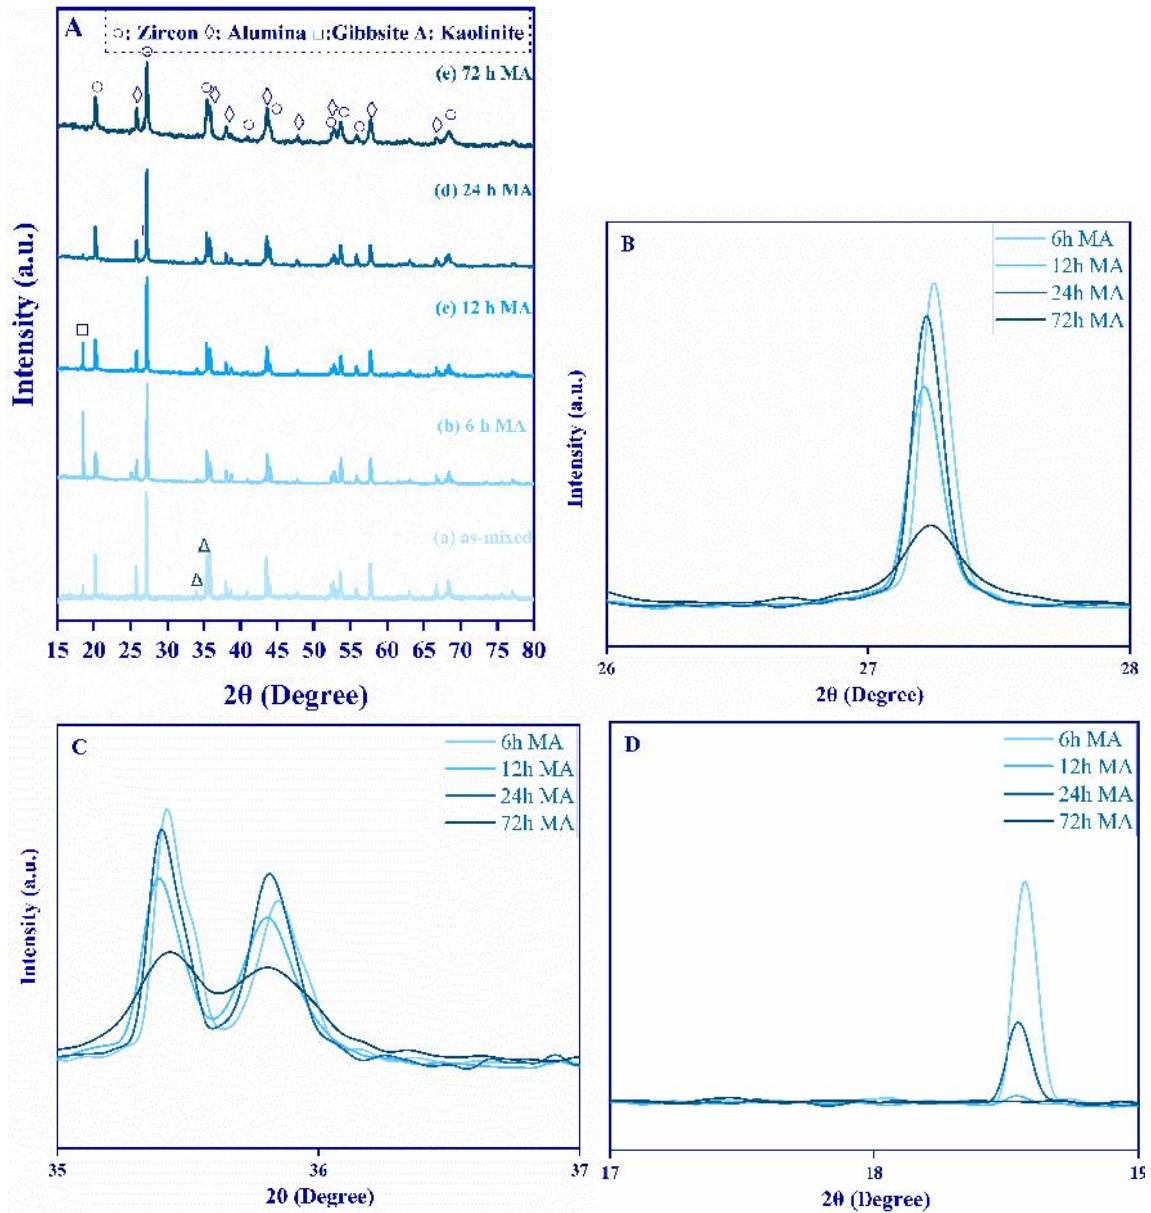 A
○: Zircon ◊: Alumina □:Gibbsite Δ: Kaolinite
(e) 72 h MA
(d) 24 h MA
(e) 12 h MA
(b) 6 h MA
(a) as-mixed
Δ
Δ
Intensity (a.u.)
15 20 25 30 35 40 45 50 55 60 65 70 75 80
2θ (Degree)
B
6h MA
12h MA
24h MA
72h MA
Intensity (a.u.)
26 27 28
2θ (Degree)
C
6h MA
12h MA
24h MA
72h MA
Intensity (a.u.)
35 36 37
2θ (Degree)
D
6h MA
12h MA
24h MA
72h MA
17 18 19
2θ (Degree)